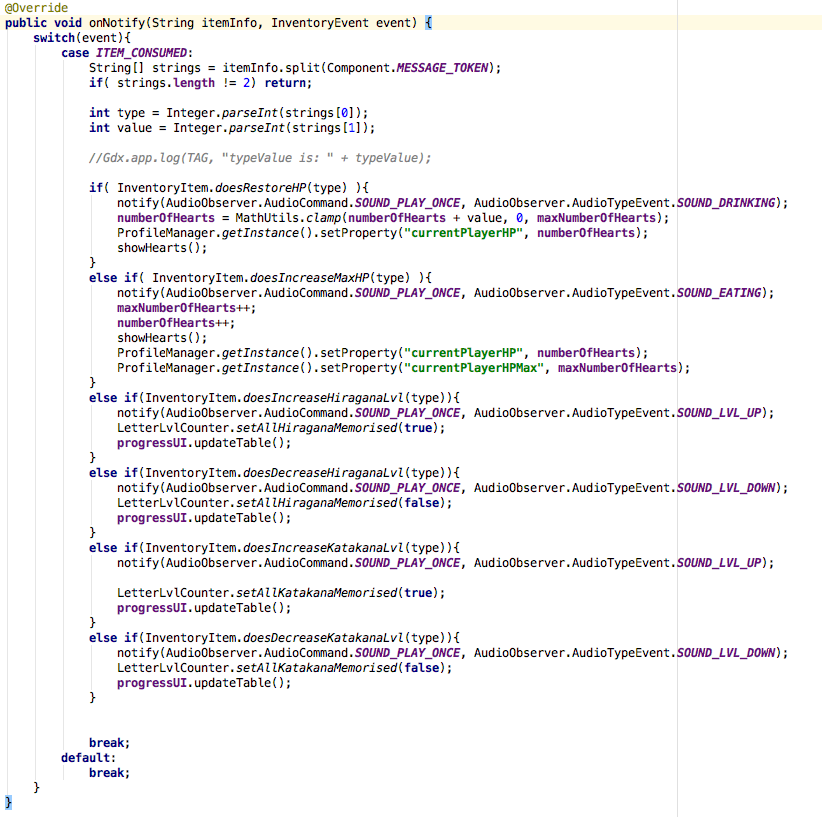 @Override
public void onNotify(String itemInfo, InventoryEvent event) {
    switch(event){
        case ITEM_CONSUMED:
            String[] strings = itemInfo.split(Component.MESSAGE_TOKEN);
            if( strings.length != 2) return;

            int type = Integer.parseInt(strings[0]);
            int value = Integer.parseInt(strings[1]);

            //Gdx.app.log(TAG, "typeValue is: " + typeValue);

            if( InventoryItem.doesRestoreHP(type) ){
                notify(AudioObserver.AudioCommand.SOUND_PLAY_ONCE, AudioObserver.AudioTypeEvent.SOUND_DRINKING);
                numberOfHearts = MathUtils.clamp(numberOfHearts + value, 0, maxNumberOfHearts);
                ProfileManager.getInstance().setProperty("currentPlayerHP", numberOfHearts);
                showHearts();
            }
            else if( InventoryItem.doesIncreaseMaxHP(type) ){
                notify(AudioObserver.AudioCommand.SOUND_PLAY_ONCE, AudioObserver.AudioTypeEvent.SOUND_EATING);
                maxNumberOfHearts++;
                numberOfHearts++;
                showHearts();
                ProfileManager.getInstance().setProperty("currentPlayerHP", numberOfHearts);
                ProfileManager.getInstance().setProperty("currentPlayerHPMax", maxNumberOfHearts);
            }
            else if(InventoryItem.doesIncreaseHiraganaLvl(type)){
                notify(AudioObserver.AudioCommand.SOUND_PLAY_ONCE, AudioObserver.AudioTypeEvent.SOUND_LVL_UP);
                LetterLvlCounter.setAllHiraganaMemorised(true);
                progressUI.updateTable();
            }
            else if(InventoryItem.doesDecreaseHiraganaLvl(type)){
                notify(AudioObserver.AudioCommand.SOUND_PLAY_ONCE, AudioObserver.AudioTypeEvent.SOUND_LVL_DOWN);
                LetterLvlCounter.setAllHiraganaMemorised(false);
                progressUI.updateTable();
            }
            else if(InventoryItem.doesIncreaseKatakanaLvl(type)){
                notify(AudioObserver.AudioCommand.SOUND_PLAY_ONCE, AudioObserver.AudioTypeEvent.SOUND_LVL_UP);

                LetterLvlCounter.setAllKatakanaMemorised(true);
                progressUI.updateTable();
            }
            else if(InventoryItem.doesDecreaseKatakanaLvl(type)){
                notify(AudioObserver.AudioCommand.SOUND_PLAY_ONCE, AudioObserver.AudioTypeEvent.SOUND_LVL_DOWN);
                LetterLvlCounter.setAllKatakanaMemorised(false);
                progressUI.updateTable();
            }


            break;
        default:
            break;
    }
}